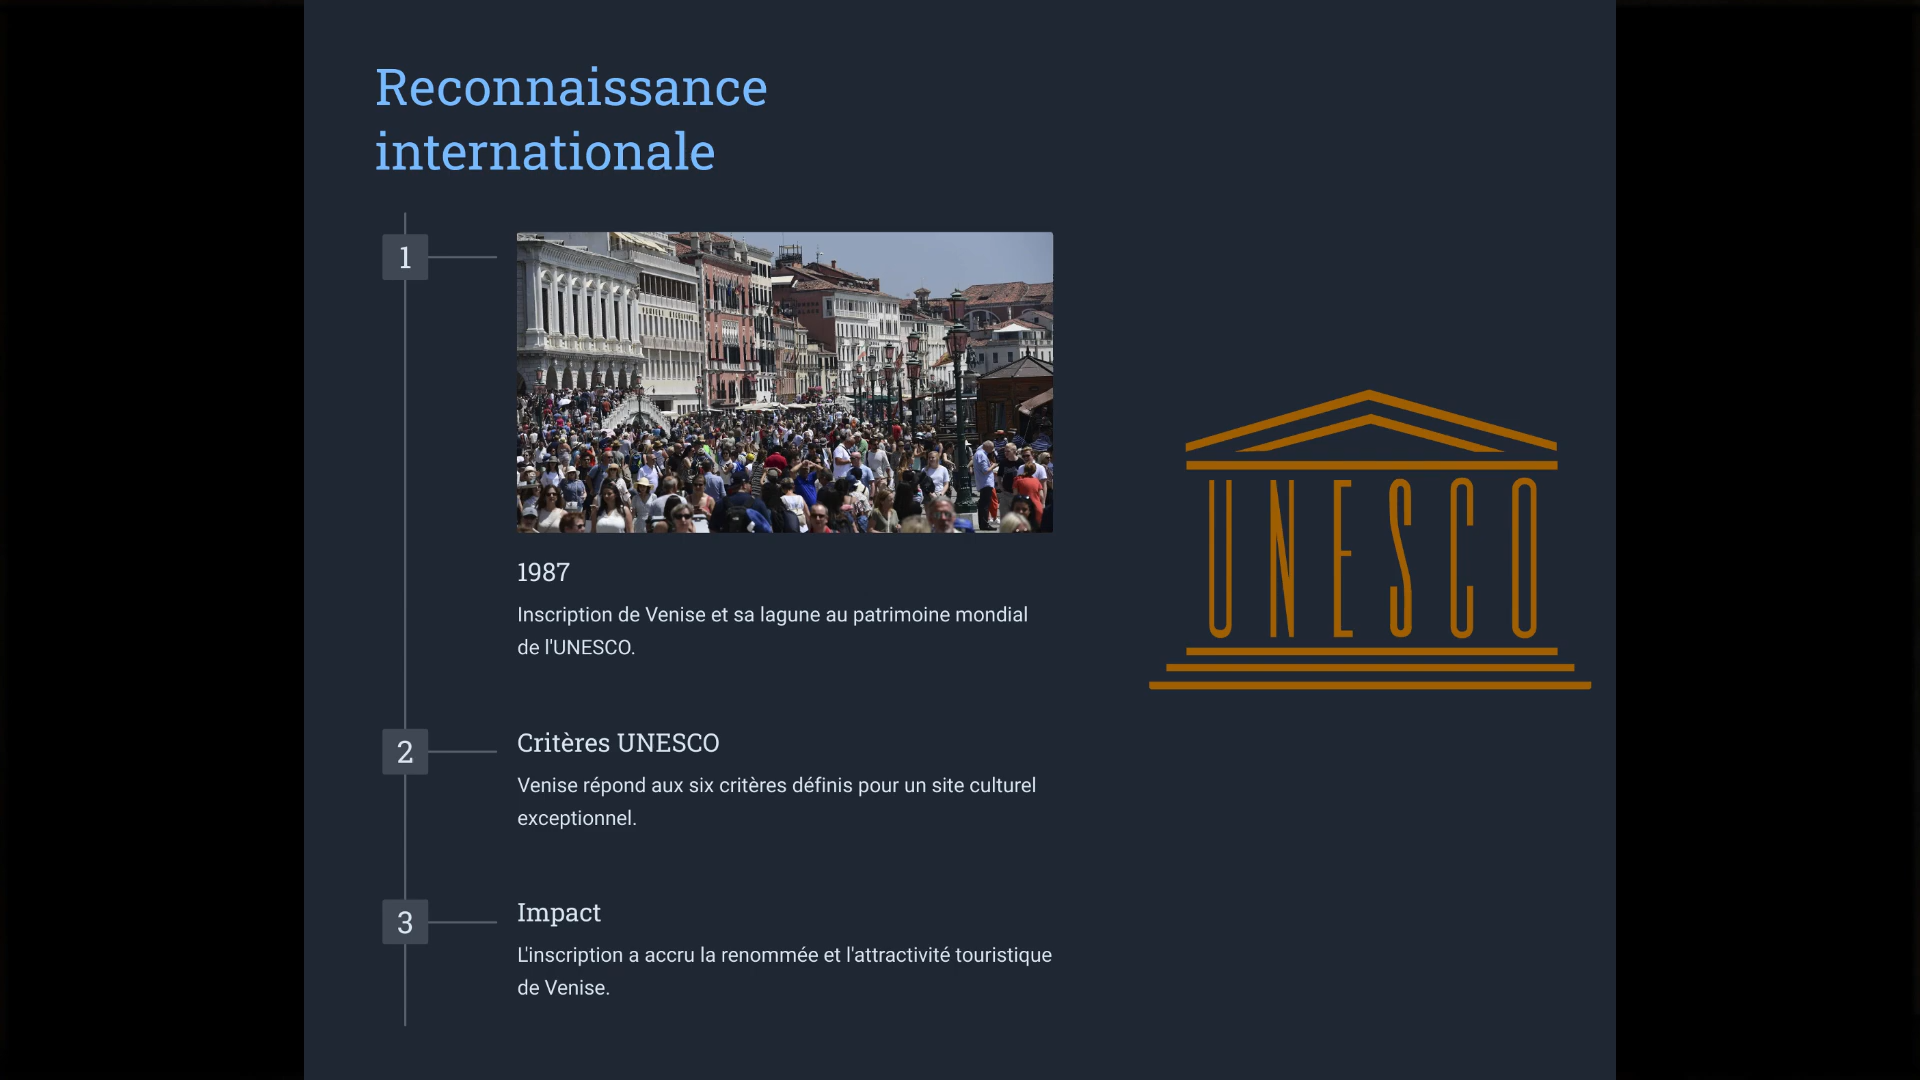 Reconnaissance
internationale
1
1987
Inscription de Venise et sa lagune au patrimoine mondial
de l'UNESCO.
2
Critères UNESCO
Venise répond aux six critères définis pour un site culturel
exceptionnel.
3
Impact
L'inscription a accru la renommée et l'attractivité touristique
de Venise.
UNESCO